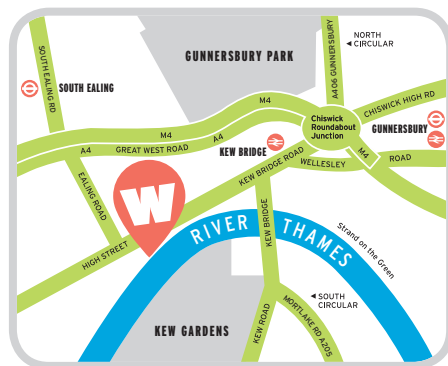 NORTH
CIRCULAR
GUNNERSBURY PARK
A406 GUNNERSBURY
SOUTH EALING RD
SOUTH EALING
M4
CHISWICK HIGH RD
Chiswick
Roundabout
Junction
GUNNERSBURY
M4
A4
A4
GREAT WEST ROAD
KEW BRIDGE
M4
WELLESLEY
ROAD
KEW BRIDGE ROAD
EALING ROAD
W
KEW BRIDGE
RIVER THAMES
Strand on the Green
HIGH STREET
SOUTH
CIRCULAR
KEW GARDENS
KEW ROAD
MORTLAKE RD A205